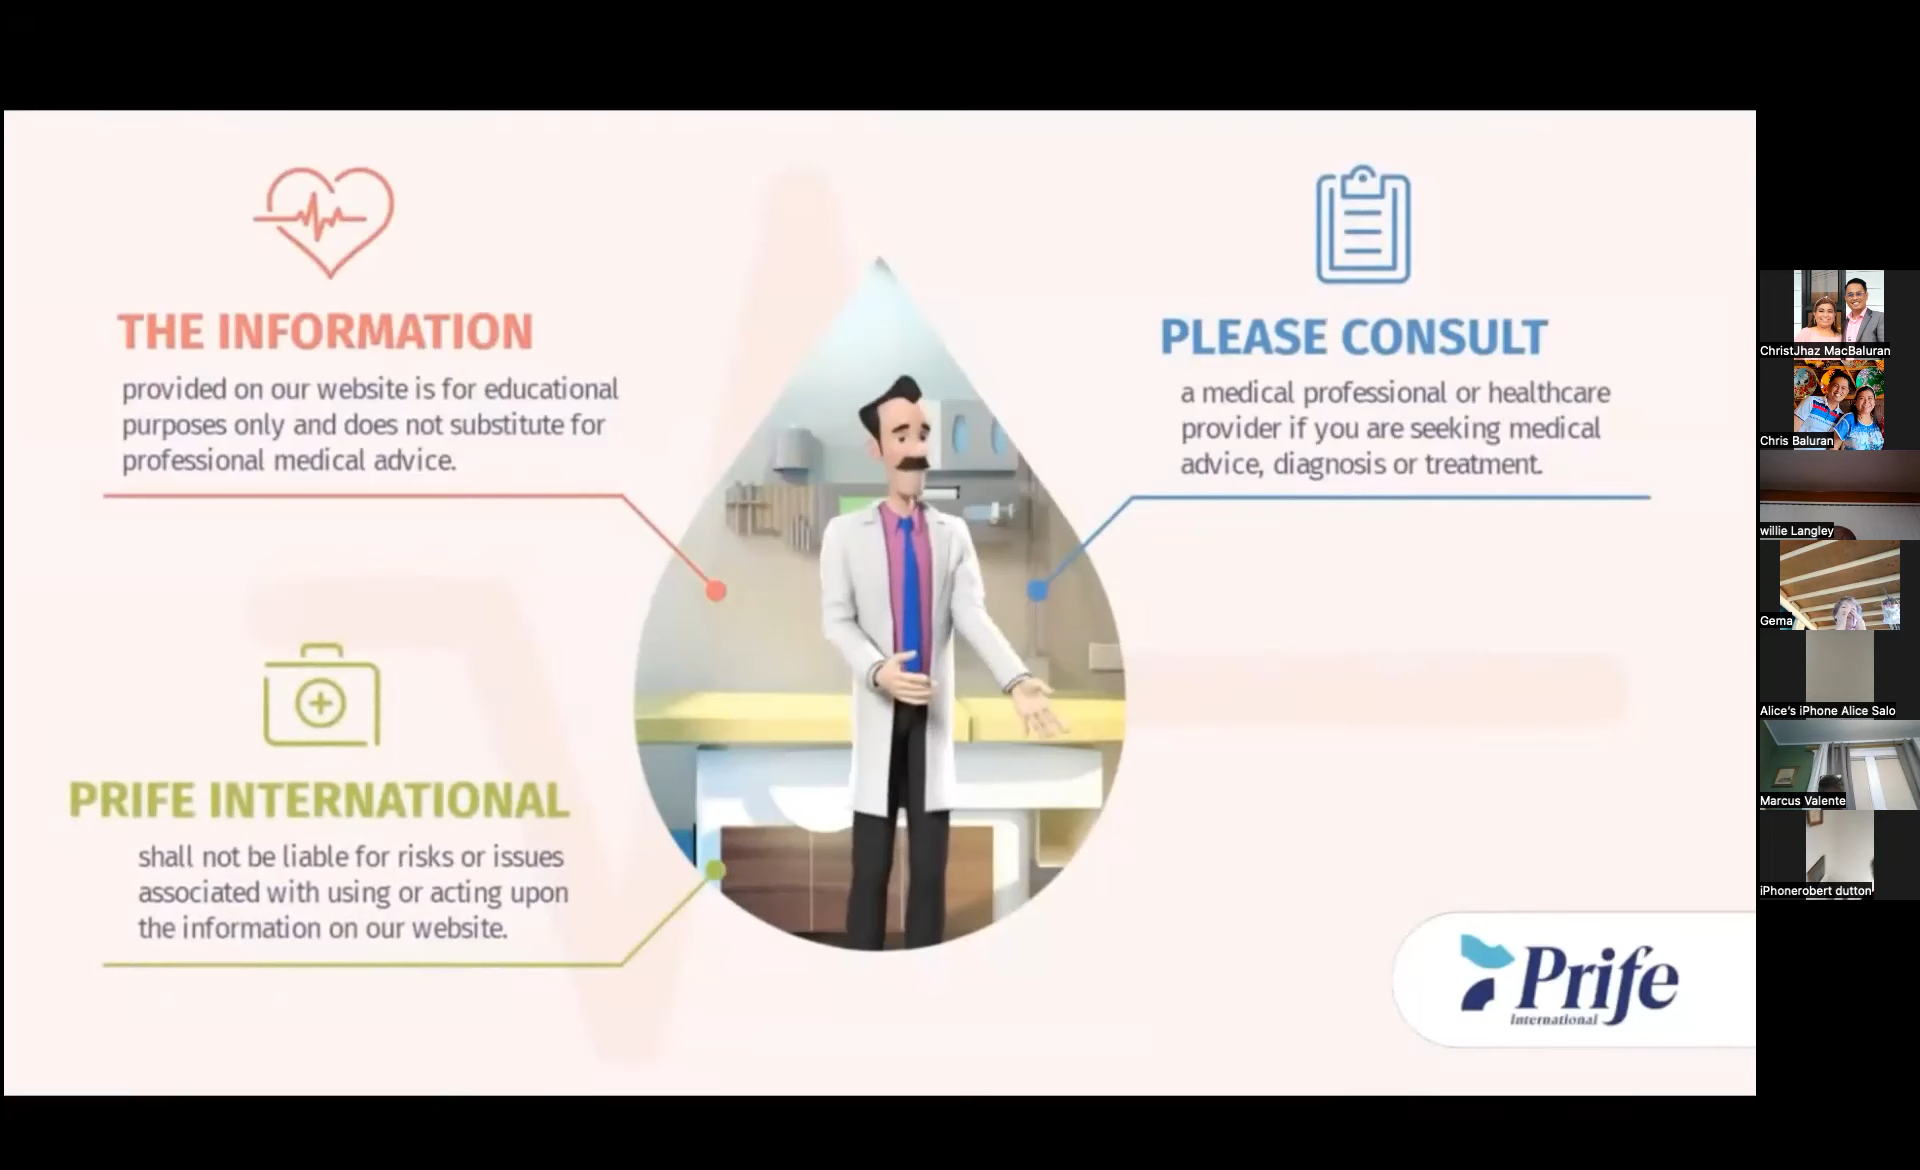 THE INFORMATION
provided on our website is for educational
purposes only and does not substitute for
professional medical advice.
PLEASE CONSULT
a medical professional or healthcare
provider if you are seeking medical
advice, diagnosis or treatment.
PRIFE INTERNATIONAL
shall not be liable for risks or issues
associated with using or acting upon
the information on our website.
Prife
International
ChristJhaz MacBaluran
Chris Baluran
willie Langley
Gema
Alice's iPhone Alice Salo
Marcus Valente
iPhonerobert dutton